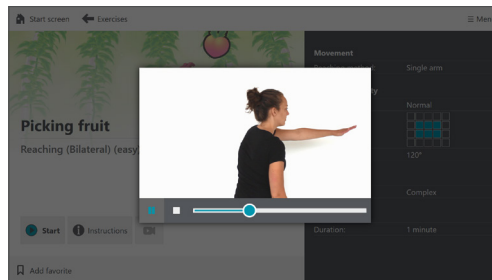 Start screen
Exercises
Men
Picking fruit
Reaching (Bilateral) (easy
Start
Instructions
Add favorite
Movement
Single arm
Normal
120°
Complex
Duration:
1 minute